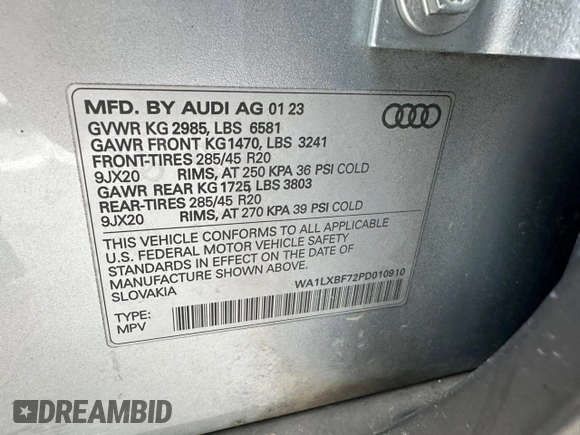 MFD. BY AUDI AG 01 23
GVWR KG 2985, LBS 6581
GAWR FRONT KG1470, LBS 3241
FRONT-TIRES 285/45 R20
9JX20 RIMS, AT 250 KPA 36 PSI COLD
GAWR REAR KG 1725, LBS 3803
REAR-TIRES 285/45 R20
9JX20 RIMS, AT 270 KPA 39 PSI COLD
THIS VEHICLE CONFORMS TO ALL APPLICABLE
U.S. FEDERAL MOTOR VEHICLE SAFETY
STANDARDS IN EFFECT ON THE DATE OF
MANUFACTURE SHOWN ABOVE.
SLOVAKIA
WA1LXBF72PD010910
TYPE:
MPV
DREAMBID